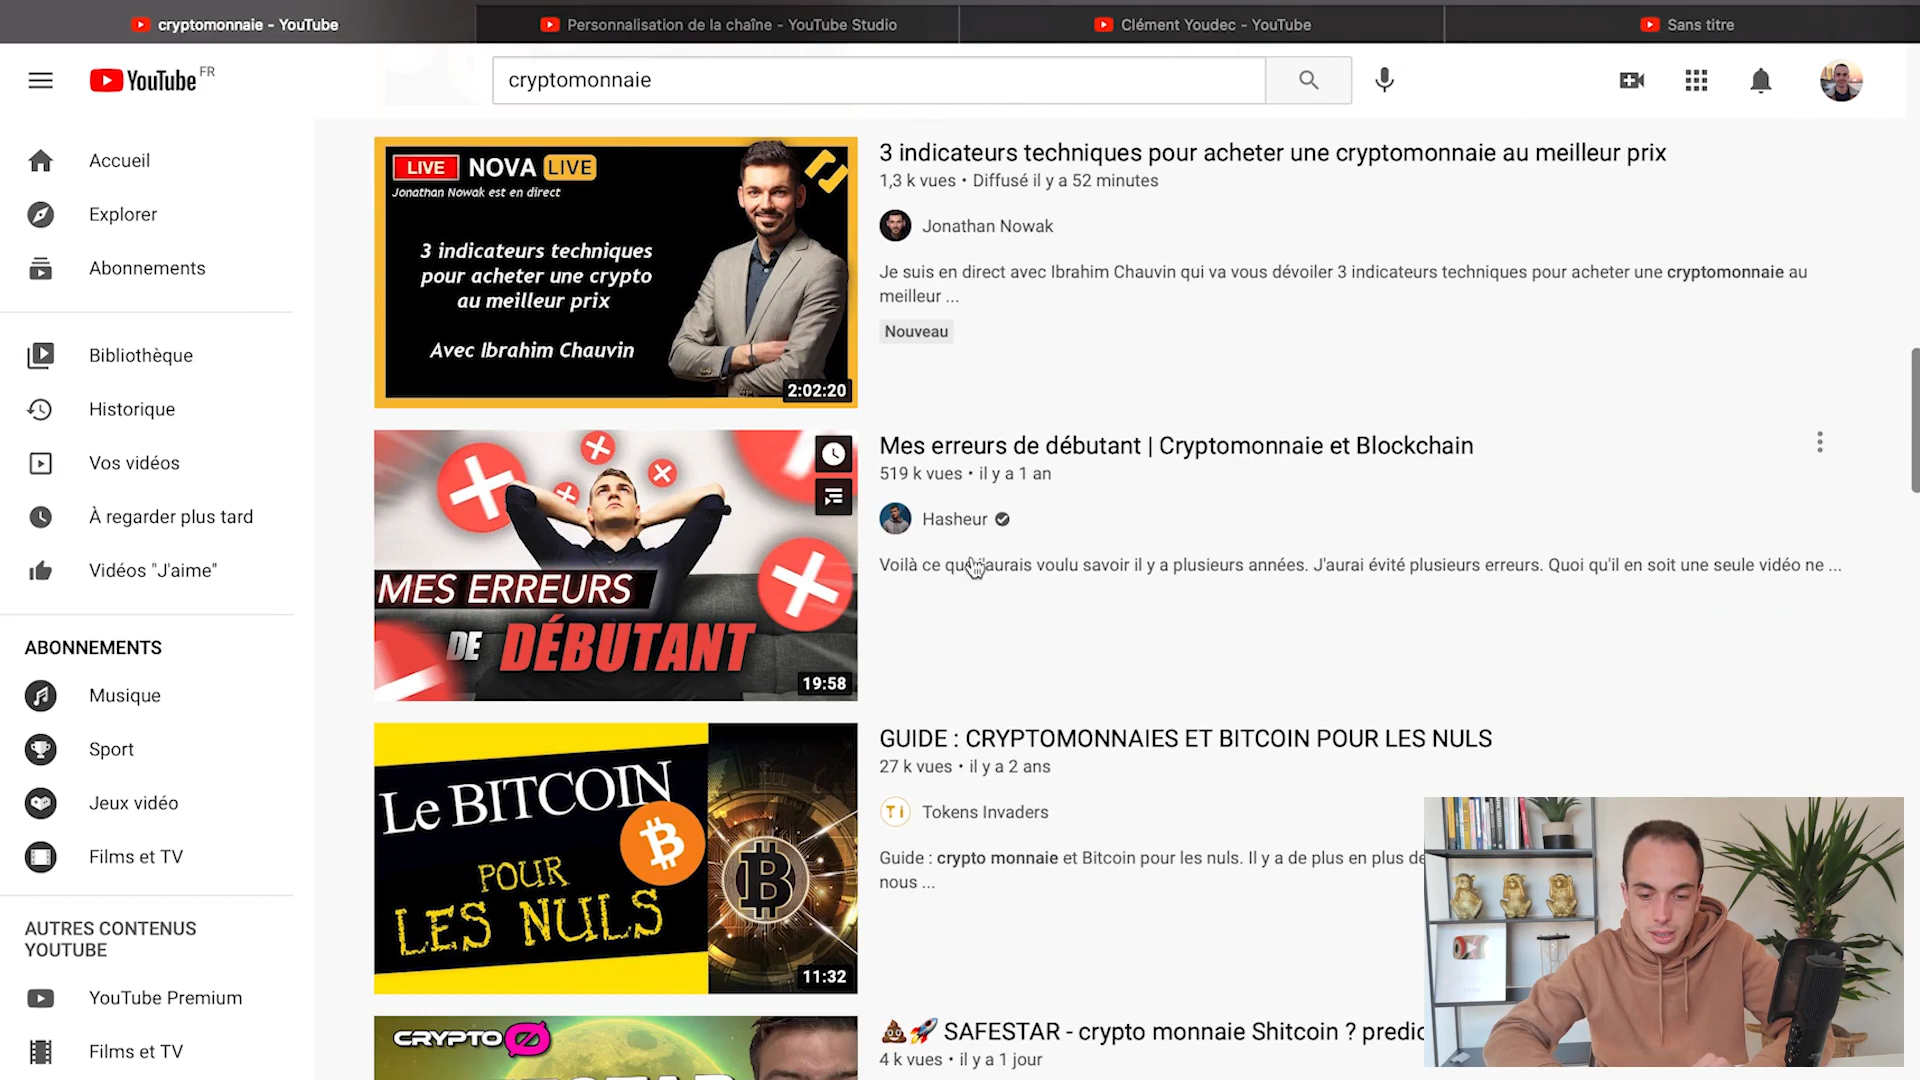 cryptomonnaie - YouTube
Personnalisation de la chaîne - YouTube Studio
Clément Youdec - YouTube
Sans titre
YouTube FR
cryptomonnaie
Accueil
Explorer
Abonnements
Bibliothèque
Historique
Vos vidéos
À regarder plus tard
Vidéos "J'aime"
ABONNEMENTS
Musique
Sport
Jeux vidéo
Films et TV
AUTRES CONTENUS
YOUTUBE
YouTube Premium
Films et TV
LIVE NOVA LIVE
Jonathan Nowak est en direct
3 indicateurs techniques
pour acheter une crypto
au meilleur prix
Avec Ibrahim Chauvin
2:02:20
3 indicateurs techniques pour acheter une cryptomonnaie au meilleur prix
1,3 k vues • Diffusé il y a 52 minutes
Jonathan Nowak
Je suis en direct avec Ibrahim Chauvin qui va vous dévoiler 3 indicateurs techniques pour acheter une cryptomonnaie au
meilleur ...
Nouveau
MES ERREURS
DE DÉBUTANT
19:58
Mes erreurs de débutant | Cryptomonnaie et Blockchain
519 k vues • il y a 1 an
Hasheur
Voilà ce que j'aurais voulu savoir il y a plusieurs années. J'aurai évité plusieurs erreurs. Quoi qu'il en soit une seule vidéo ne ...
Le BITCOIN
POUR
LES NULS
11:32
GUIDE : CRYPTOMONNAIES ET BITCOIN POUR LES NULS
27 k vues • il y a 2 ans
TI
Tokens Invaders
Guide : crypto monnaie et Bitcoin pour les nuls. Il y a de plus en plus de
nous ...
CRYPTO
💩🚀 SAFESTAR - crypto monnaie Shitcoin ? predic
4 k vues • il y a 1 jour